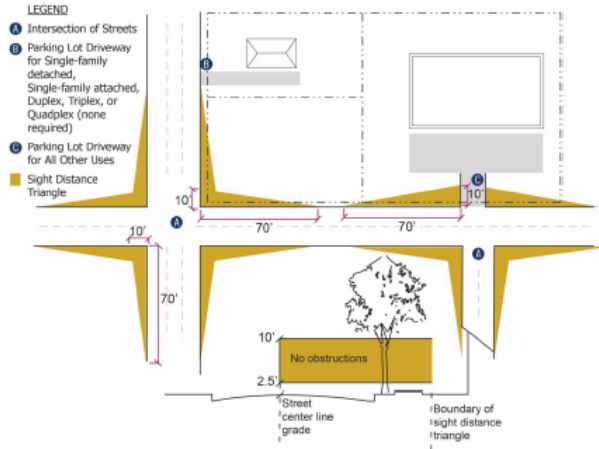 LEGEND
A Intersection of Streets
B Parking Lot Driveway
for Single-family
detached,
Single-family attached,
Duplex, Triplex, or
Quadplex (none
required)
C Parking Lot Driveway
for All Other Uses
Sight Distance
Triangle
B
C
10'
10'
A
70'
70'
10'
A
70'
10'
No obstructions
2.5'
Street
center line
grade
Boundary of
sight distance
triangle